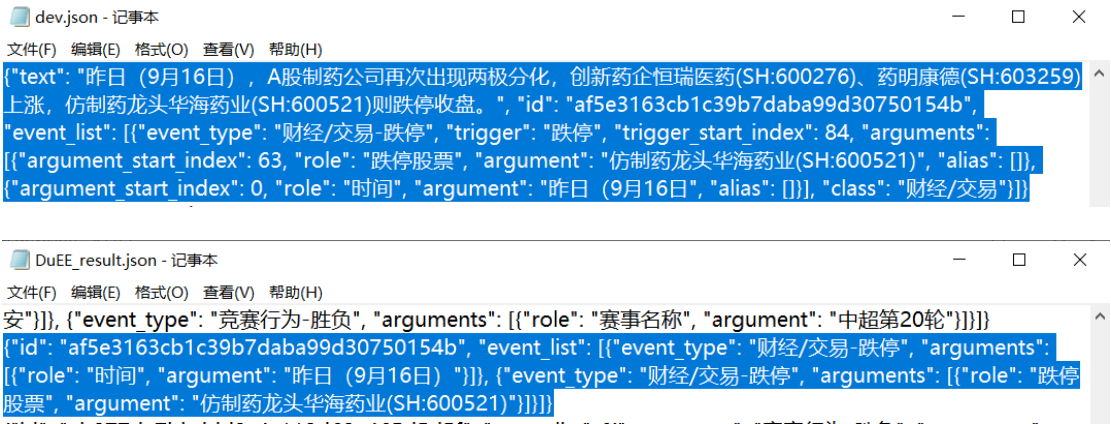 dev.json - 记事本
文件(F) 编辑(E) 格式(O) 查看(V) 帮助(H)
{"text": "昨日（9月16日），A股制药公司再次出现两极分化，创新药企恒瑞医药(SH:600276)、药明康德(SH:603259)
上涨，仿制药龙头华海药业(SH:600521)则跌停收盘。", "id": "af5e3163cb1c39b7daba99d30750154b",
"event_list": [{"event_type": "财经/交易-跌停", "trigger": "跌停", "trigger_start_index": 84, "arguments":
[{"argument_start_index": 63, "role": "跌停股票", "argument": "仿制药龙头华海药业(SH:600521)", "alias": []},
{"argument_start_index": 0, "role": "时间", "argument": "昨日（9月16日", "alias": []}], "class": "财经/交易"}]}
DuEE_result.json - 记事本
文件(F) 编辑(E) 格式(O) 查看(V) 帮助(H)
安"}]}, {"event_type": "竞赛行为-胜负", "arguments": [{"role": "赛事名称", "argument": "中超第20轮"}]}]}
{"id": "af5e3163cb1c39b7daba99d30750154b", "event_list": [{"event_type": "财经/交易-跌停", "arguments":
[{"role": "时间", "argument": "昨日（9月16日）"}]}, {"event_type": "财经/交易-跌停", "arguments": [{"role": "跌停
股票", "argument": "仿制药龙头华海药业(SH:600521)"}]}]}